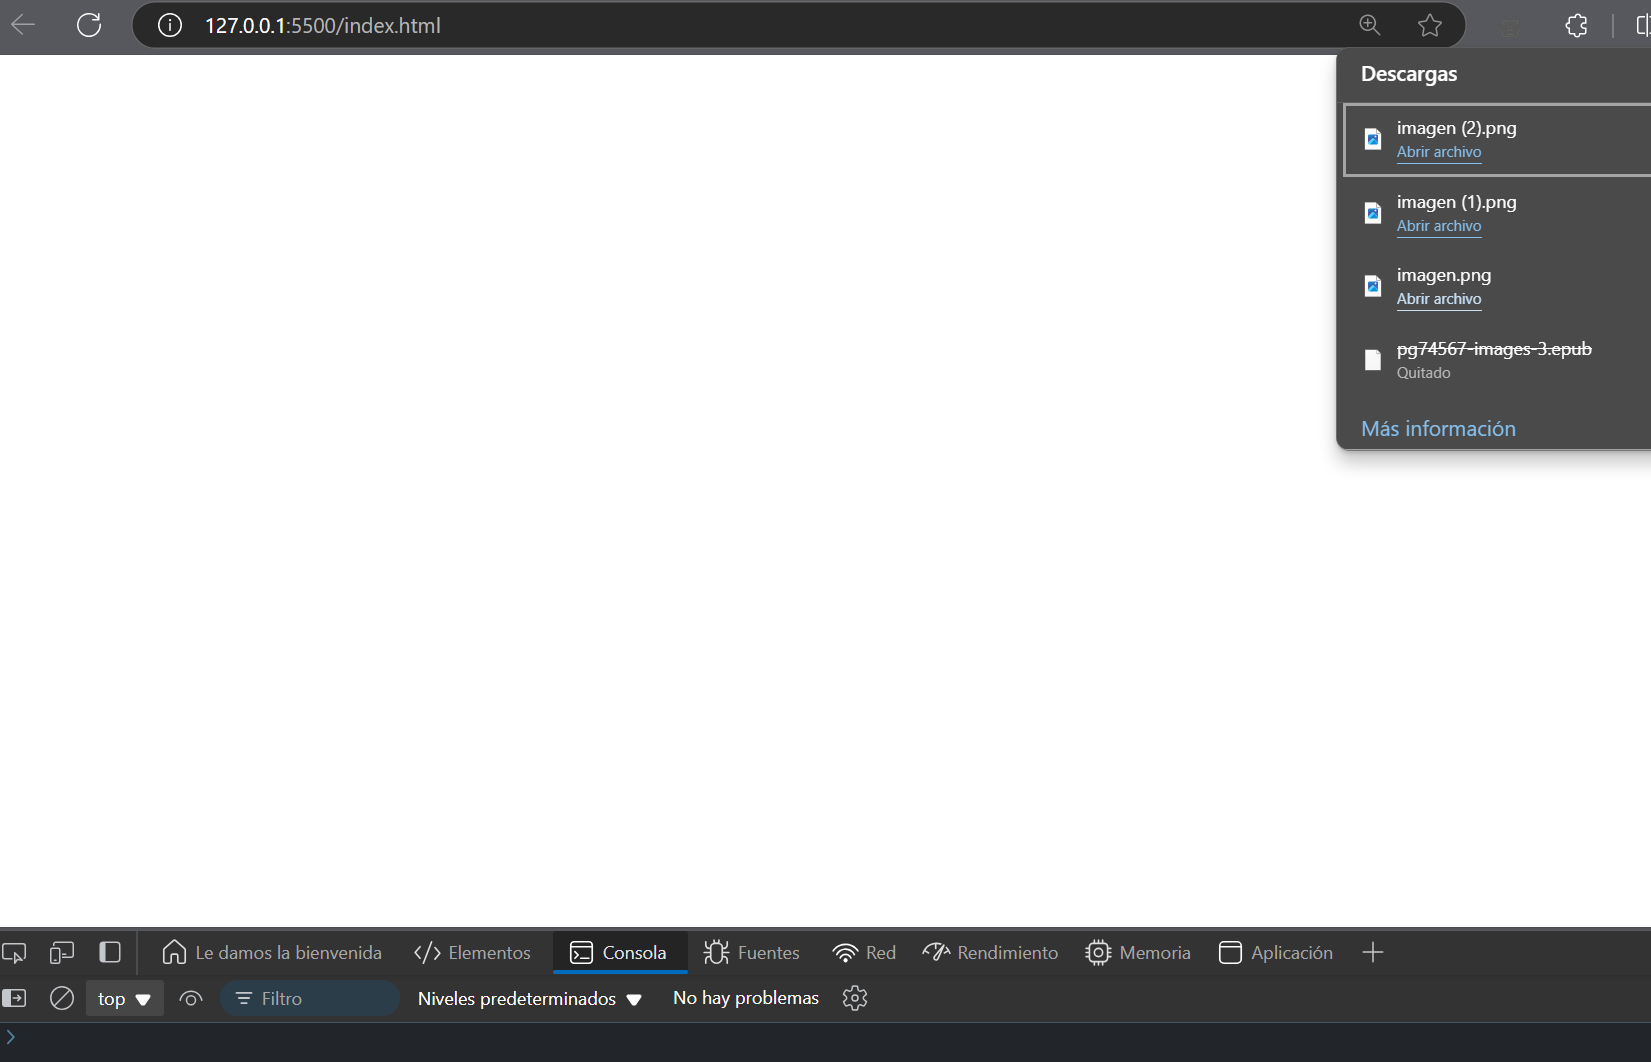 127.0.0.1:5500/index.html
Descargas
imagen (2).png
Abrir archivo
imagen (1).png
Abrir archivo
imagen.png
Abrir archivo
pg74567-images-3.epub
Quitado
Más información
Le damos la bienvenida Elementos Consola Fuentes Red Rendimiento Memoria Aplicación
top Filtro Niveles predeterminados No hay problemas